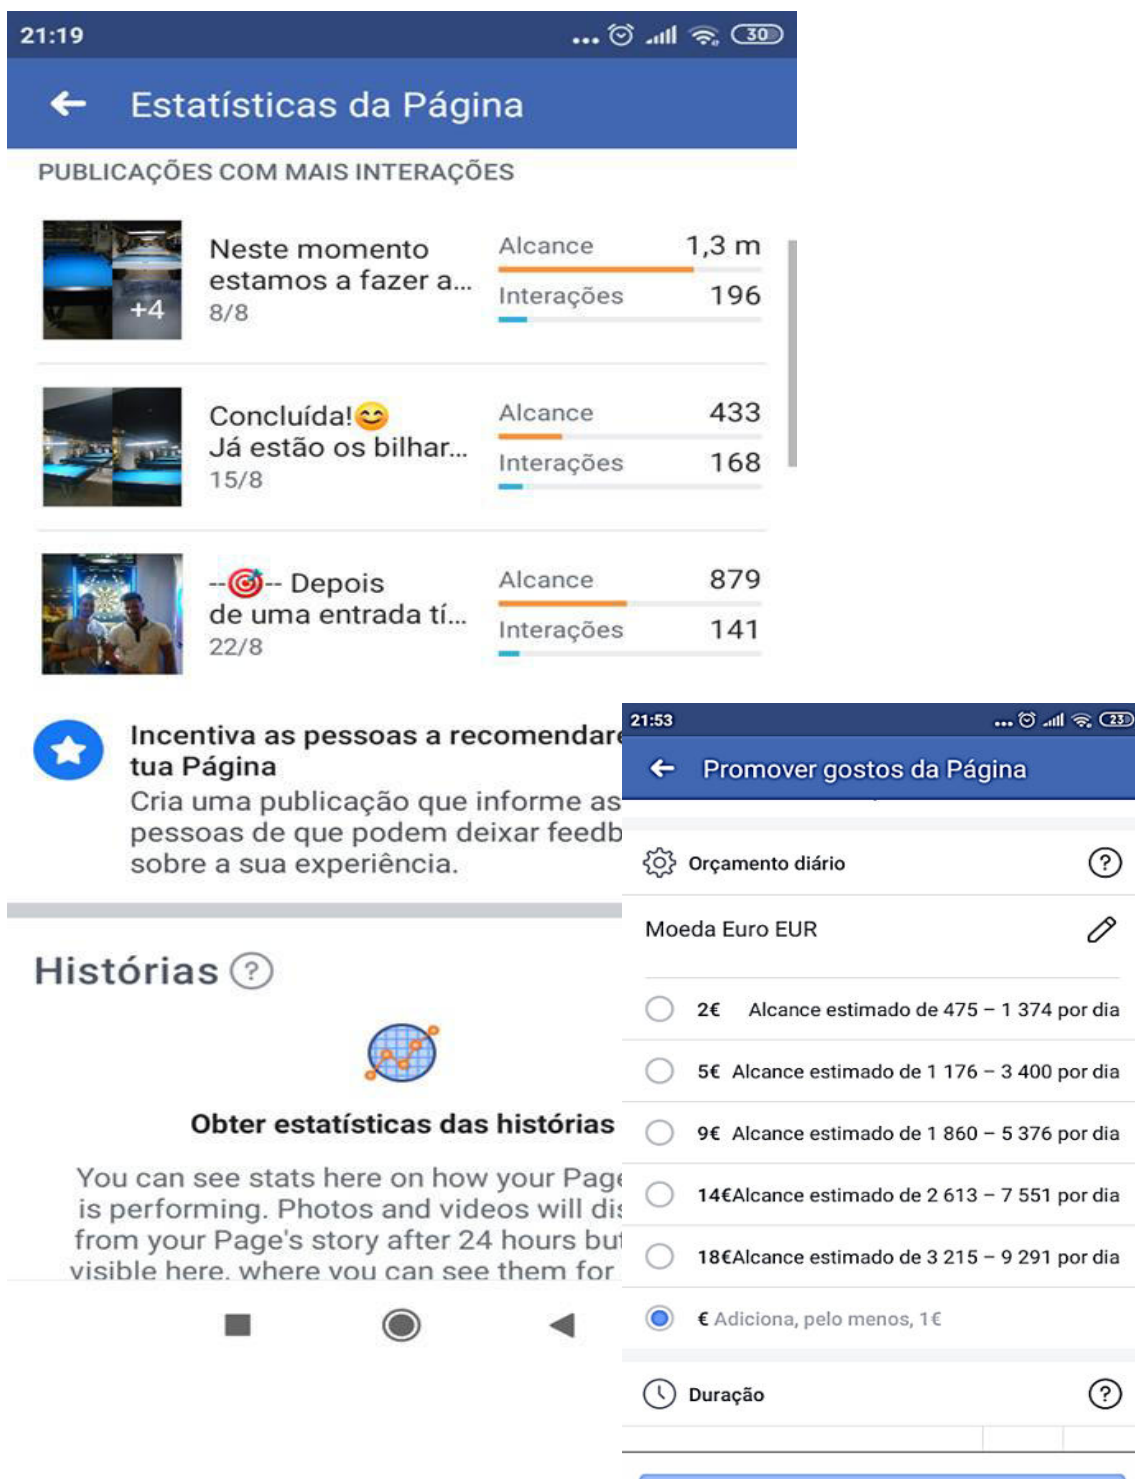 21:19
30
Estatísticas da Página
PUBLICAÇÕES COM MAIS INTERAÇÕES
+4
Neste momento
estamos a fazer a...
8/8
Alcance 1,3 m
Interações 196
Concluída!😊
Já estão os bilhar...
15/8
Alcance 433
Interações 168
--🎯-- Depois
de uma entrada tí...
22/8
Alcance 879
Interações 141
Incentiva as pessoas a recomendare
tua Página
Cria uma publicação que informe as
pessoas de que podem deixar feedb
sobre a sua experiência.
Histórias ?
Obter estatísticas das histórias
You can see stats here on how your Page
is performing. Photos and videos will dis
from your Page's story after 24 hours but
visible here, where you can see them for
21:53
23
Promover gostos da Página
Orçamento diário ?
Moeda Euro EUR
2€ Alcance estimado de 475 – 1 374 por dia
5€ Alcance estimado de 1 176 – 3 400 por dia
9€ Alcance estimado de 1 860 – 5 376 por dia
14€Alcance estimado de 2 613 – 7 551 por dia
18€Alcance estimado de 3 215 – 9 291 por dia
€ Adiciona, pelo menos, 1€
Duração ?